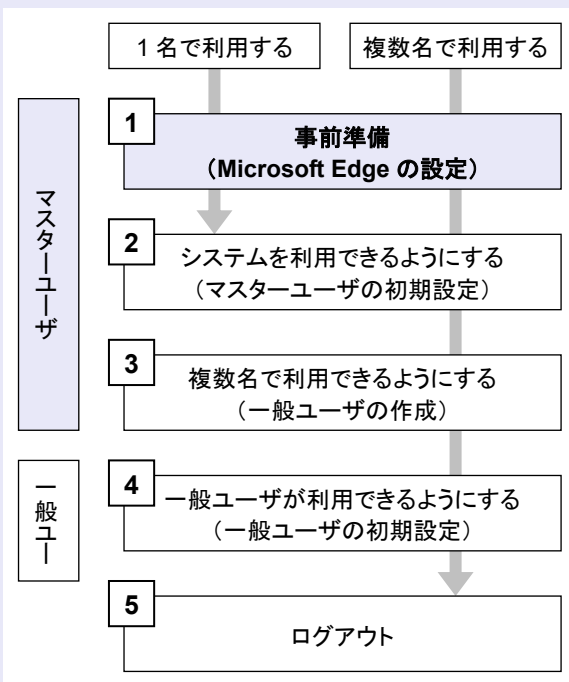 1 名で利用する
複数名で利用する
マスターユーザ
1
事前準備
（Microsoft Edge の設定）
2
システムを利用できるようにする
（マスターユーザの初期設定）
3
複数名で利用できるようにする
（一般ユーザの作成）
一般ユー
4
一般ユーザが利用できるようにする
（一般ユーザの初期設定）
5
ログアウト